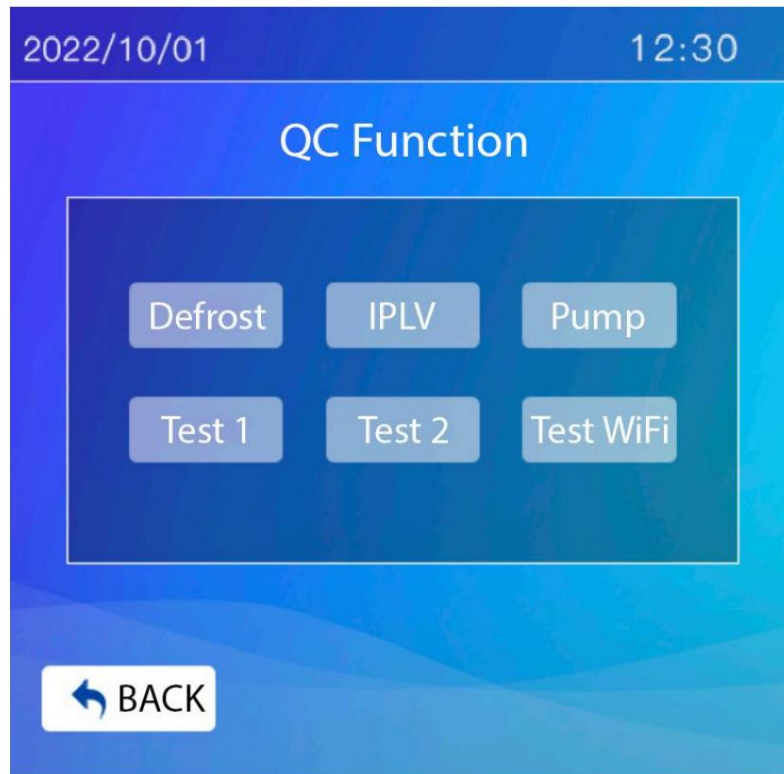 2022/10/01 12:30
QC Function
Defrost IPLV Pump
Test 1 Test 2 Test WiFi
BACK